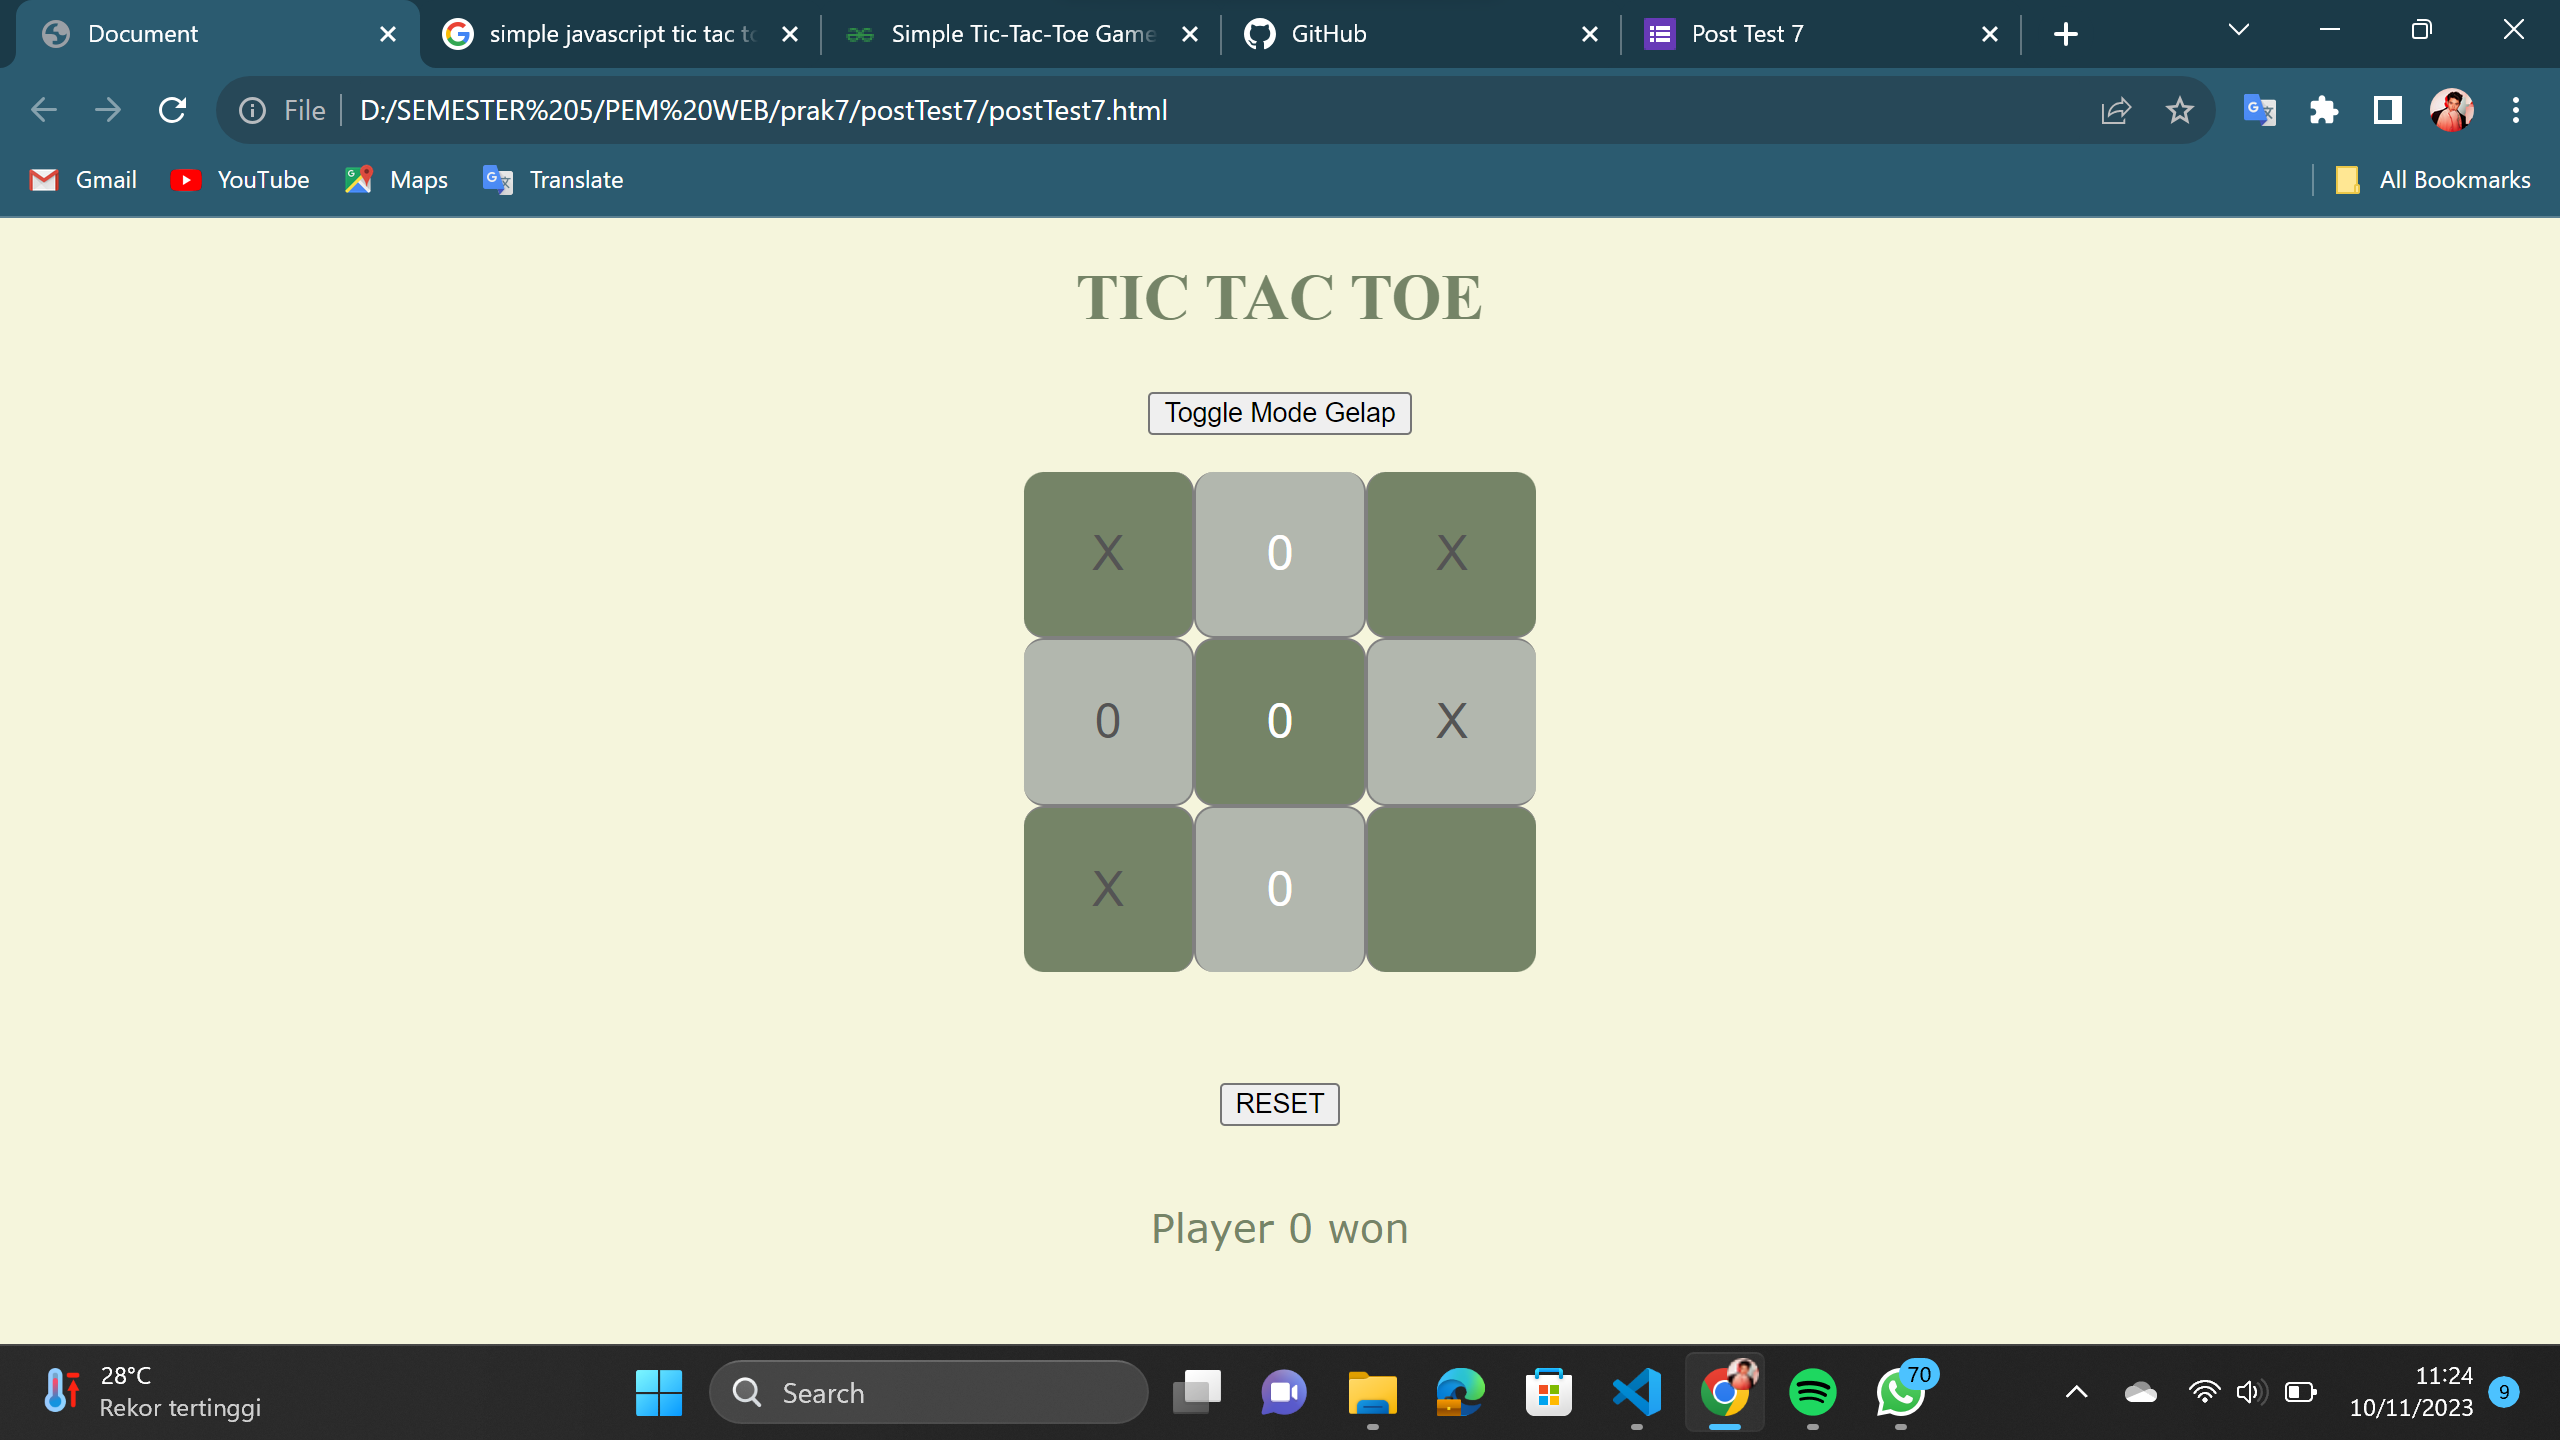 Document
simple javascript tic tac to
Simple Tic-Tac-Toe Game
GitHub
Post Test 7
File
D:/SEMESTER%205/PEM%20WEB/prak7/postTest7/postTest7.html
Gmail
YouTube
Maps
Translate
All Bookmarks
TIC TAC TOE
Toggle Mode Gelap
X 0 X
0 0 X
X 0
RESET
Player 0 won
28°C
Rekor tertinggi
Search
70
11:24
10/11/2023
9